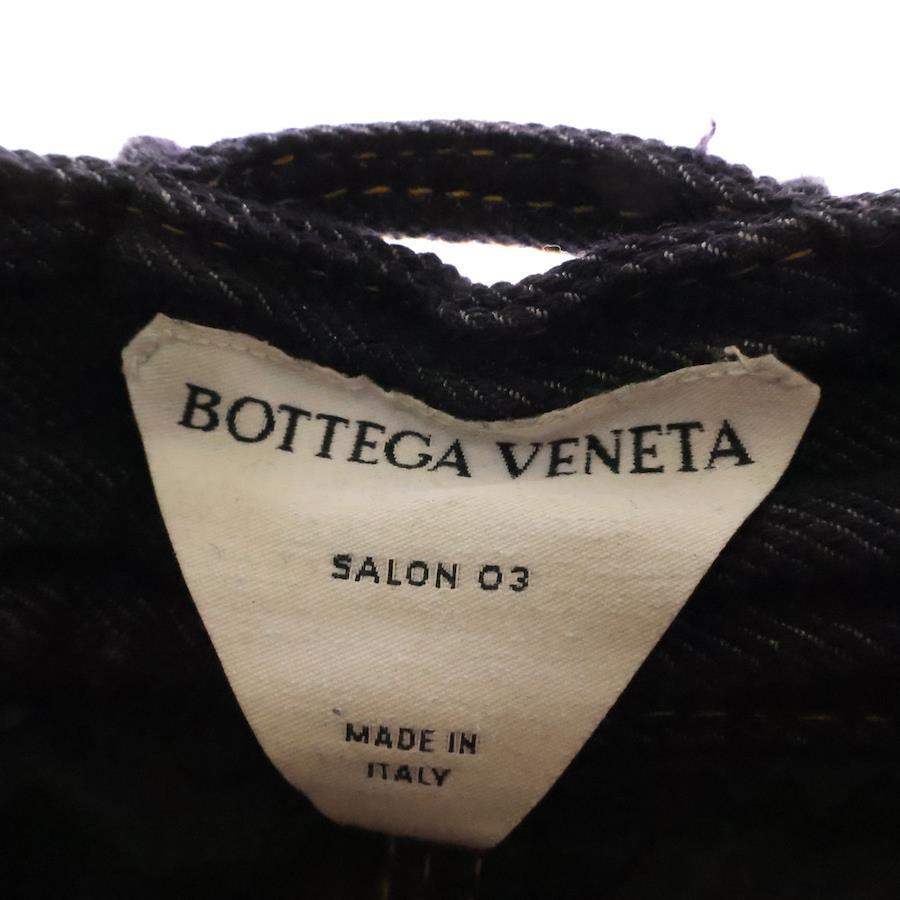 BOTTEGA VENETA
SALON 03
MADE IN
ITALY